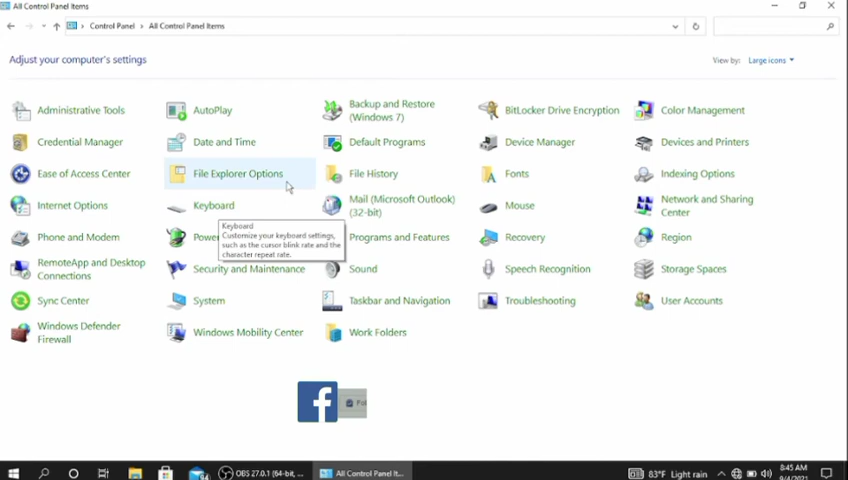 All Control Panel Items
Control Panel > All Control Panel Items
Adjust your computer's settings
View by: Large icons
Administrative Tools
AutoPlay
Backup and Restore
(Windows 7)
BitLocker Drive Encryption
Color Management
Credential Manager
Date and Time
Default Programs
Device Manager
Devices and Printers
Ease of Access Center
File Explorer Options
File History
Fonts
Indexing Options
Internet Options
Keyboard
Mail (Microsoft Outlook)
(32-bit)
Mouse
Network and Sharing
Center
Phone and Modem
Keyboard
Customize your keyboard settings,
such as the cursor blink rate and the
character repeat rate.
Programs and Features
Recovery
Region
RemoteApp and Desktop
Connections
Security and Maintenance
Sound
Speech Recognition
Storage Spaces
Sync Center
System
Taskbar and Navigation
Troubleshooting
User Accounts
Windows Defender
Firewall
Windows Mobility Center
Work Folders
f
OBS 27.0.1 (64-bit, ...
All Control Panel It...
83°F Light rain
8:45 AM